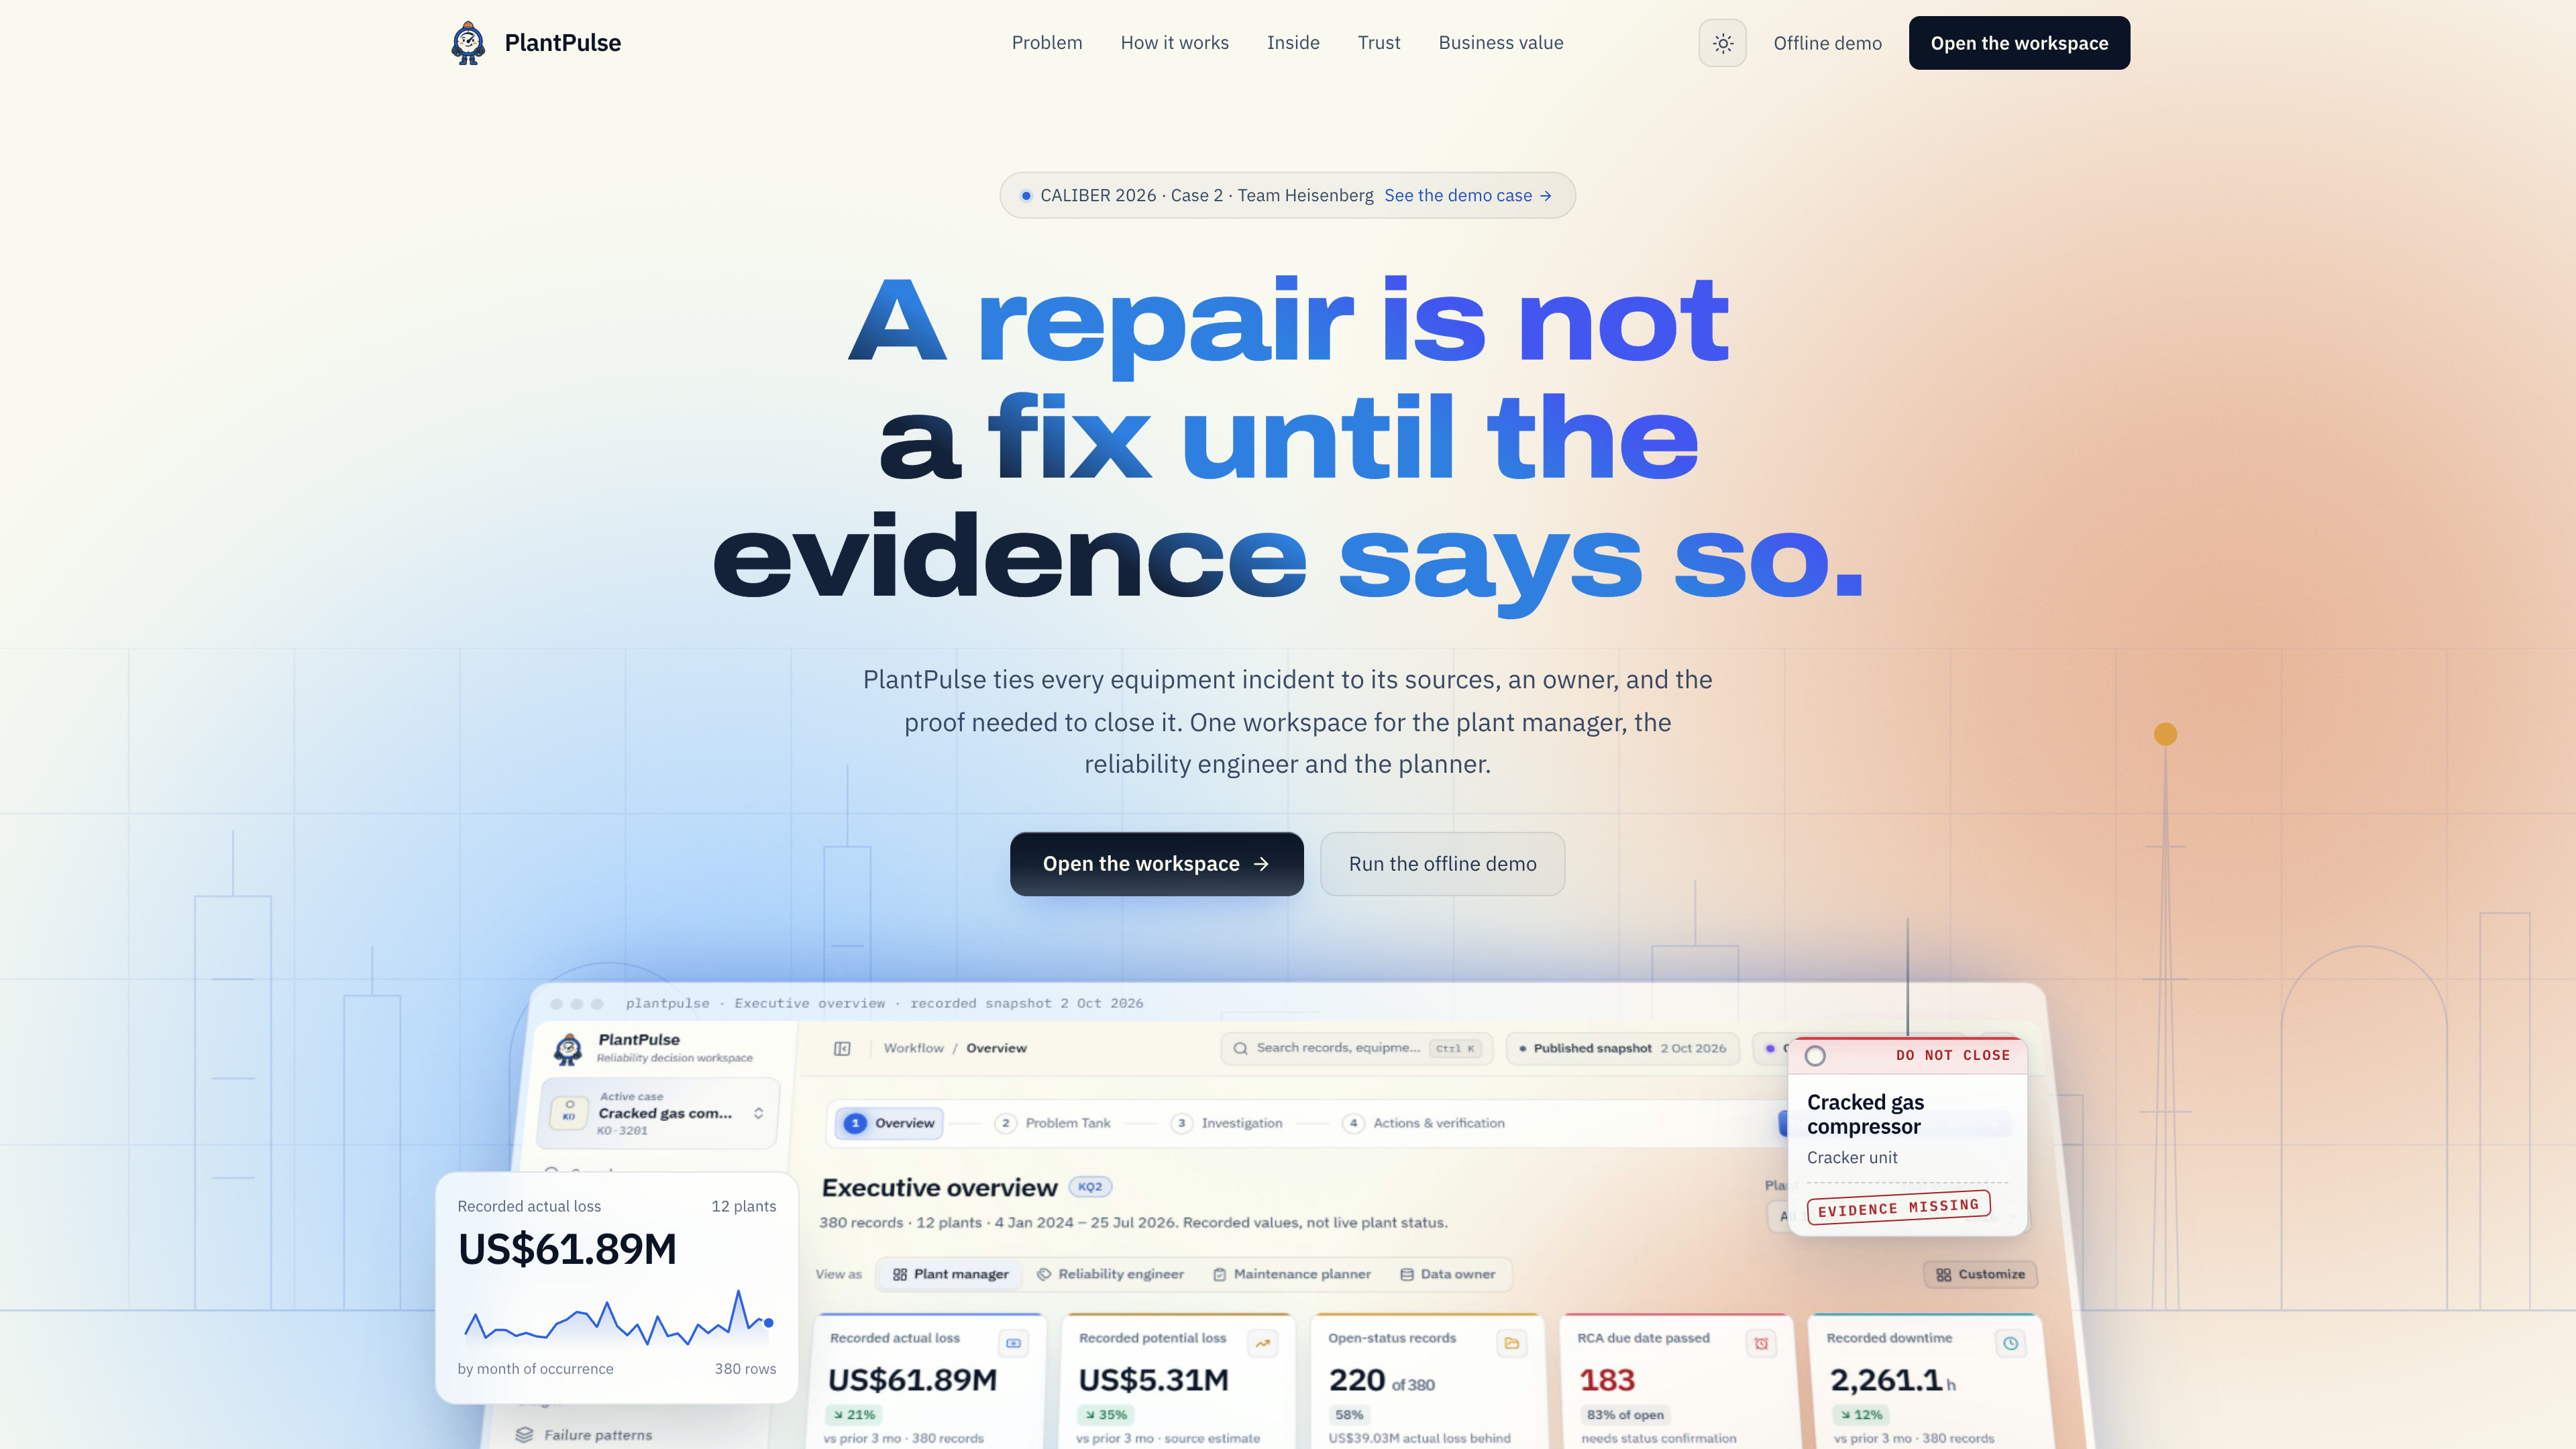 PlantPulse
Problem
How it works
Inside
Trust
Business value
Offline demo
Open the workspace
CALIBER 2026 · Case 2 · Team Heisenberg See the demo case →
A repair is not
a fix until the
evidence says so.
PlantPulse ties every equipment incident to its sources, an owner, and the
proof needed to close it. One workspace for the plant manager, the
reliability engineer and the planner.
Open the workspace →
Run the offline demo
plantpulse · Executive overview · recorded snapshot 2 Oct 2026
PlantPulse
Reliability decision workspace
Active case
KO
Cracked gas com...
KO-3201
Workflow / Overview
Search records, equipme... Ctrl K
Published snapshot 2 Oct 2026
1 Overview
2 Problem Tank
3 Investigation
4 Actions & verification
DO NOT CLOSE
Cracked gas
compressor
Cracker unit
EVIDENCE MISSING
Executive overview KQ2
380 records · 12 plants · 4 Jan 2024 – 25 Jul 2026. Recorded values, not live plant status.
View as
Plant manager
Reliability engineer
Maintenance planner
Data owner
Customize
Recorded actual loss 12 plants
US$61.89M
by month of occurrence 380 rows
Failure patterns
Recorded actual loss
US$61.89M
↘ 21%
vs prior 3 mo · 380 records
Recorded potential loss
US$5.31M
↘ 35%
vs prior 3 mo · source estimate
Open-status records
220 of 380
58%
US$39.03M actual loss behind
RCA due date passed
183
83% of open
needs status confirmation
Recorded downtime
2,261.1 h
↘ 12%
vs prior 3 mo · 380 records